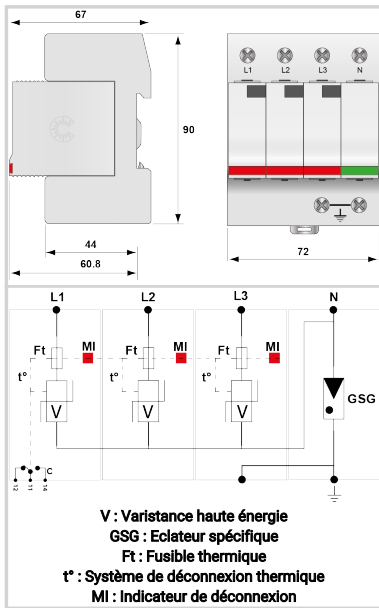 67
L1 L2 L3 N
90
44
60.8
72
L1 L2 L3 N
Ft MI Ft MI Ft MI
t° t° t°
GSG
V V V
C
12 11 14
V : Varistance haute énergie
GSG : Eclateur spécifique
Ft : Fusible thermique
t° : Système de déconnexion thermique
MI : Indicateur de déconnexion